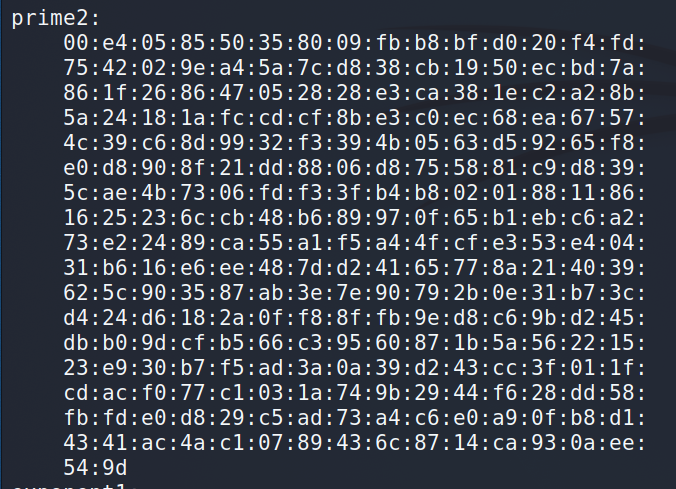 prime2:
00:e4:05:85:50:35:80:09:fb:b8:bf:d0:20:f4:fd:
75:42:02:9e:a4:5a:7c:d8:38:cb:19:50:ec:bd:7a:
86:1f:26:86:47:05:28:28:e3:ca:38:1e:c2:a2:8b:
5a:24:18:1a:fc:cd:cf:8b:e3:c0:ec:68:ea:67:57:
4c:39:c6:8d:99:32:f3:39:4b:05:63:d5:92:65:f8:
e0:d8:90:8f:21:dd:88:06:d8:75:58:81:c9:d8:39:
5c:ae:4b:73:06:fd:f3:3f:b4:b8:02:01:88:11:86:
16:25:23:6c:cb:48:b6:89:97:0f:65:b1:eb:c6:a2:
73:e2:24:89:ca:55:a1:f5:a4:4f:cf:e3:53:e4:04:
31:b6:16:e6:ee:48:7d:d2:41:65:77:8a:21:40:39:
62:5c:90:35:87:ab:3e:7e:90:79:2b:0e:31:b7:3c:
d4:24:d6:18:2a:0f:f8:8f:fb:9e:d8:c6:9b:d2:45:
db:b0:9d:cf:b5:66:c3:95:60:87:1b:5a:56:22:15:
23:e9:30:b7:f5:ad:3a:0a:39:d2:43:cc:3f:01:1f:
cd:ac:f0:77:c1:03:1a:74:9b:29:44:f6:28:dd:58:
fb:fd:e0:d8:29:c5:ad:73:a4:c6:e0:a9:0f:b8:d1:
43:41:ac:4a:c1:07:89:43:6c:87:14:ca:93:0a:ee:
54:9d